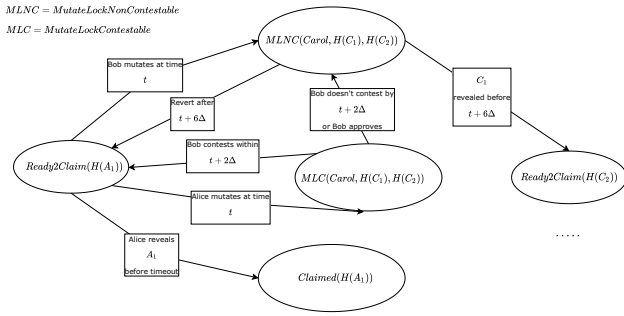 MLNC = MutateLockNonContestable
MLC = MutateLockContestable
MLNC(Carol, H(C₁), H(C₂))
Bob mutates at time
t
C₁
revealed before
t + 6Δ
Bob doesn't contest by
t + 2Δ
or Bob approves
Revert after
t + 6Δ
Bob contests within
t + 2Δ
Ready2Claim(H(A₁))
MLC(Carol, H(C₁), H(C₂))
Ready2Claim(H(C₂))
Alice mutates at time
t
.....
Alice reveals
A₁
before timeout
Claimed(H(A₁))